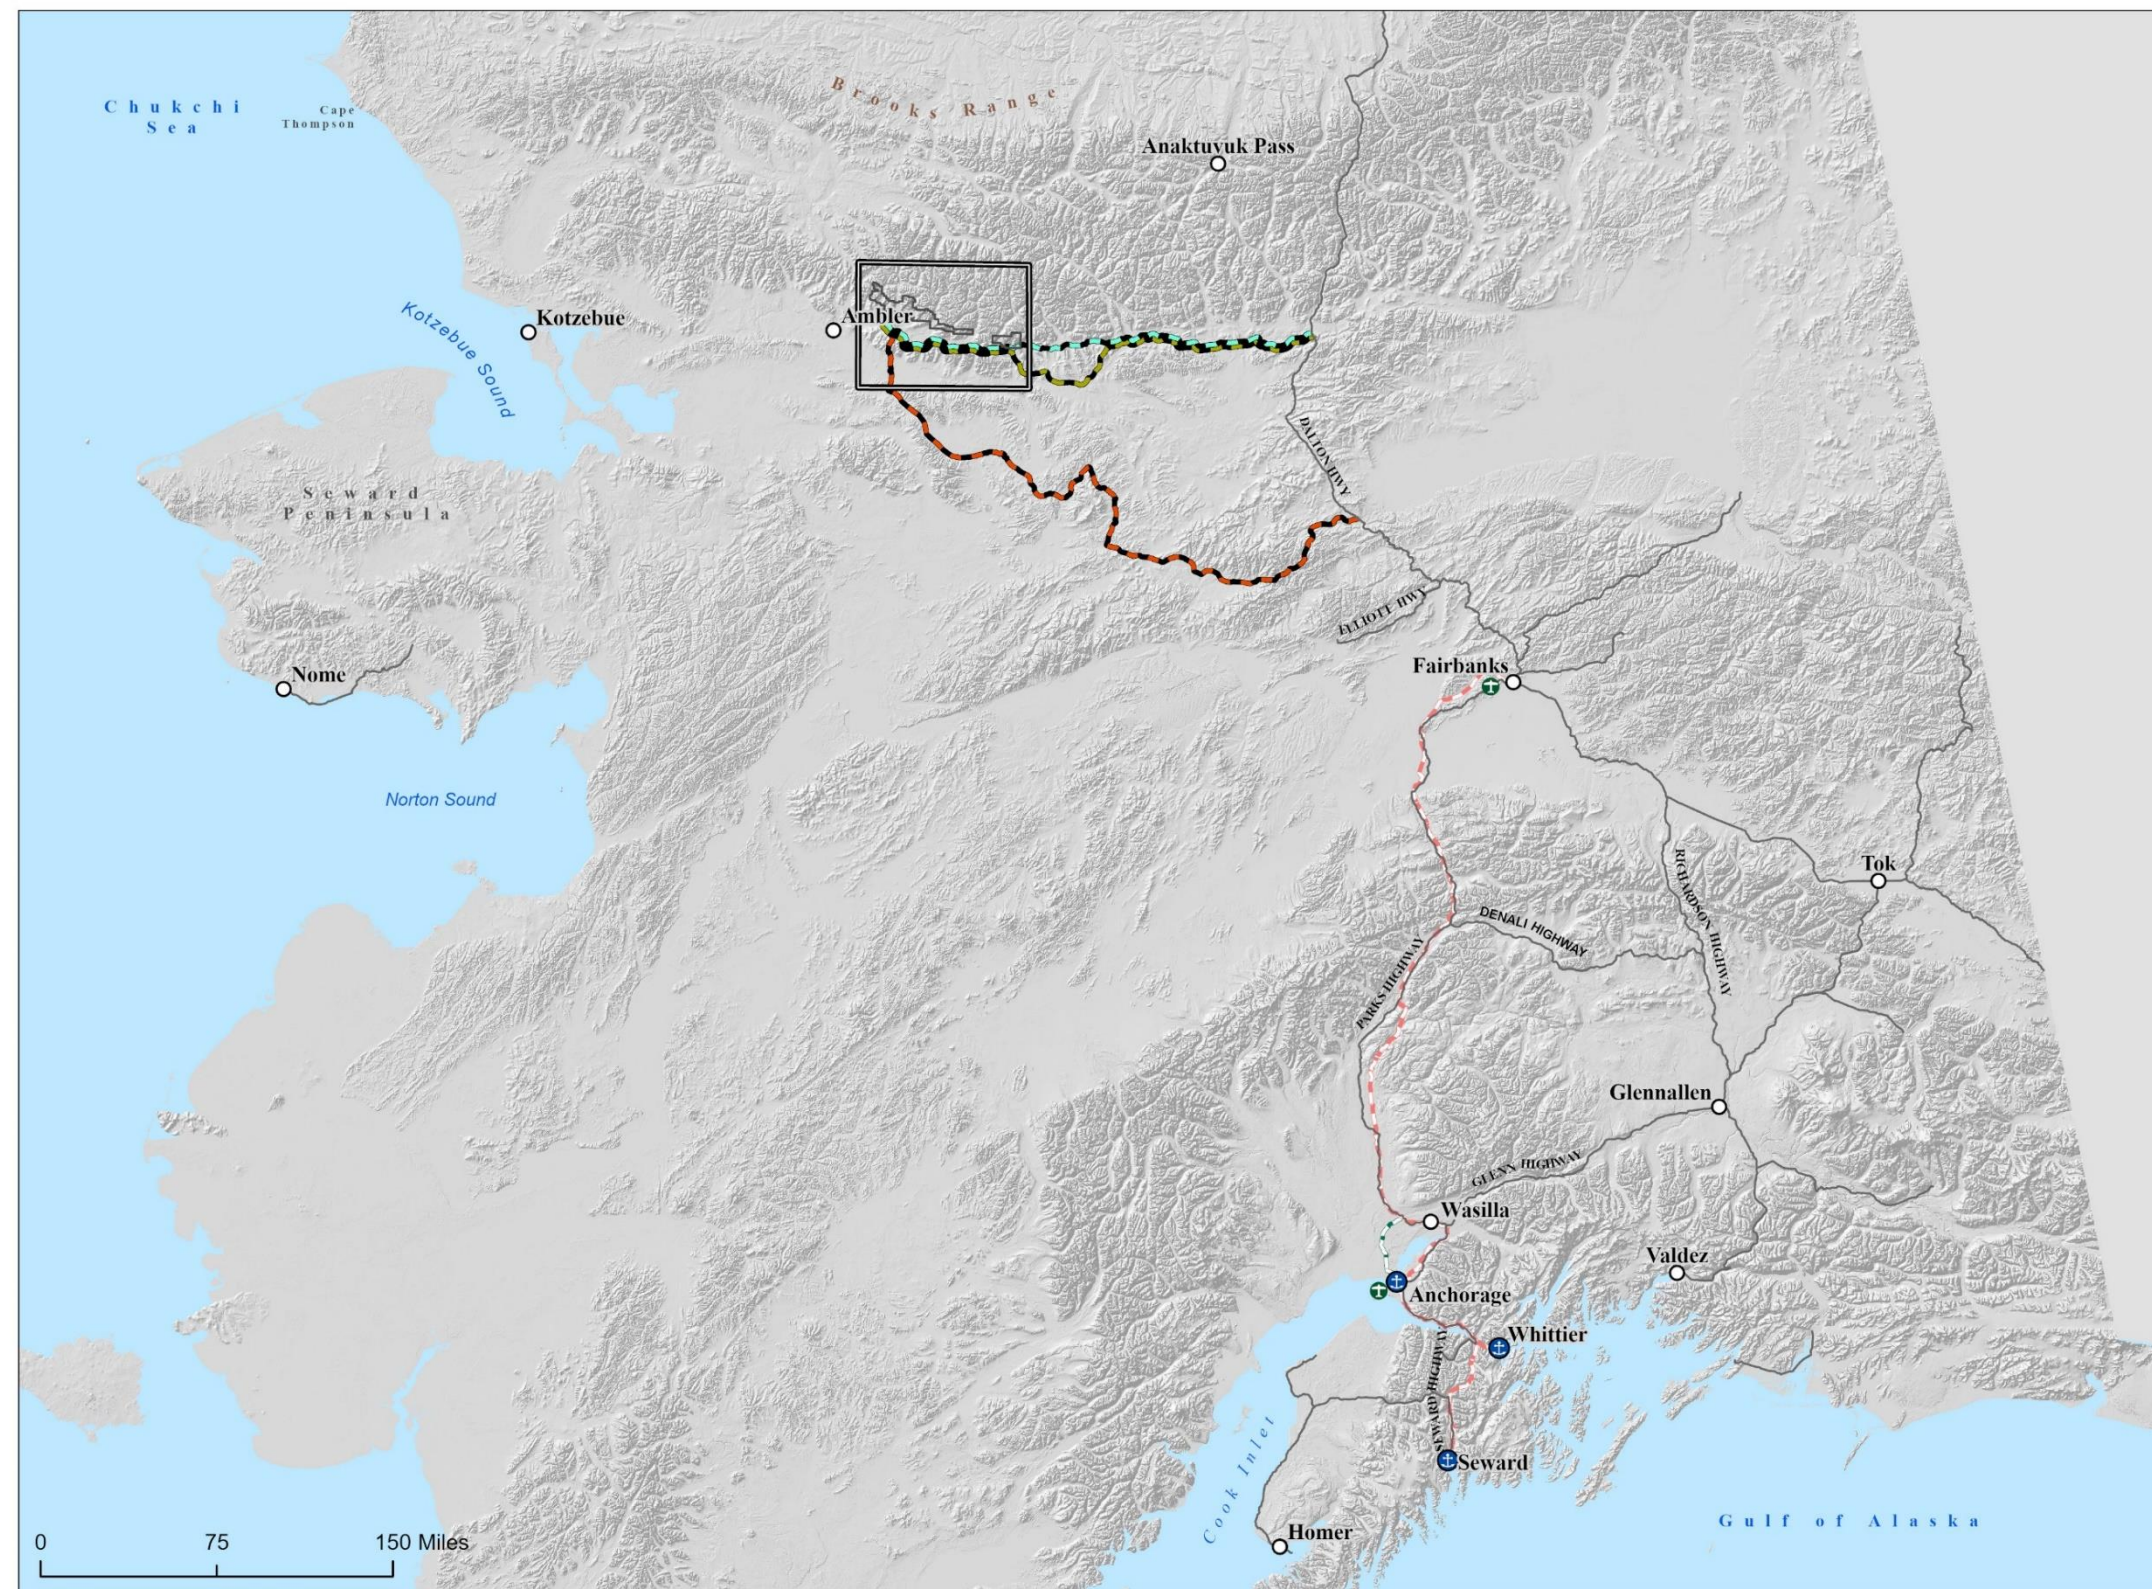 Chukchi
Sea
Cape
Thompson
Brooks Range
Anaktuvuk Pass
Kotzebue
Ambler
Kotzebue Sound
DALTON HWY
Seward
Peninsula
ELLIOTT HWY
Fairbanks
Nome
Norton Sound
Tok
RICHARDSON HIGHWAY
DENALI HIGHWAY
PARKS HIGHWAY
Glennallen
GLENN HIGHWAY
Wasilla
Valdez
Anchorage
Whittier
SEWARD HIGHWAY
Seward
Cook Inlet
Gulf of Alaska
Homer
0 75 150 Miles